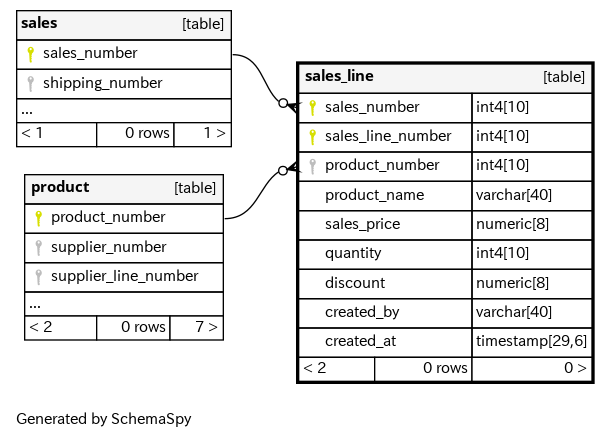 sales [table]
sales_number
shipping_number
...
< 1 0 rows 1 >
product [table]
product_number
supplier_number
supplier_line_number
...
< 2 0 rows 7 >
sales_line [table]
sales_number int4[10]
sales_line_number int4[10]
product_number int4[10]
product_name varchar[40]
sales_price numeric[8]
quantity int4[10]
discount numeric[8]
created_by varchar[40]
created_at timestamp[29,6]
< 2 0 rows 0 >
Generated by SchemaSpy